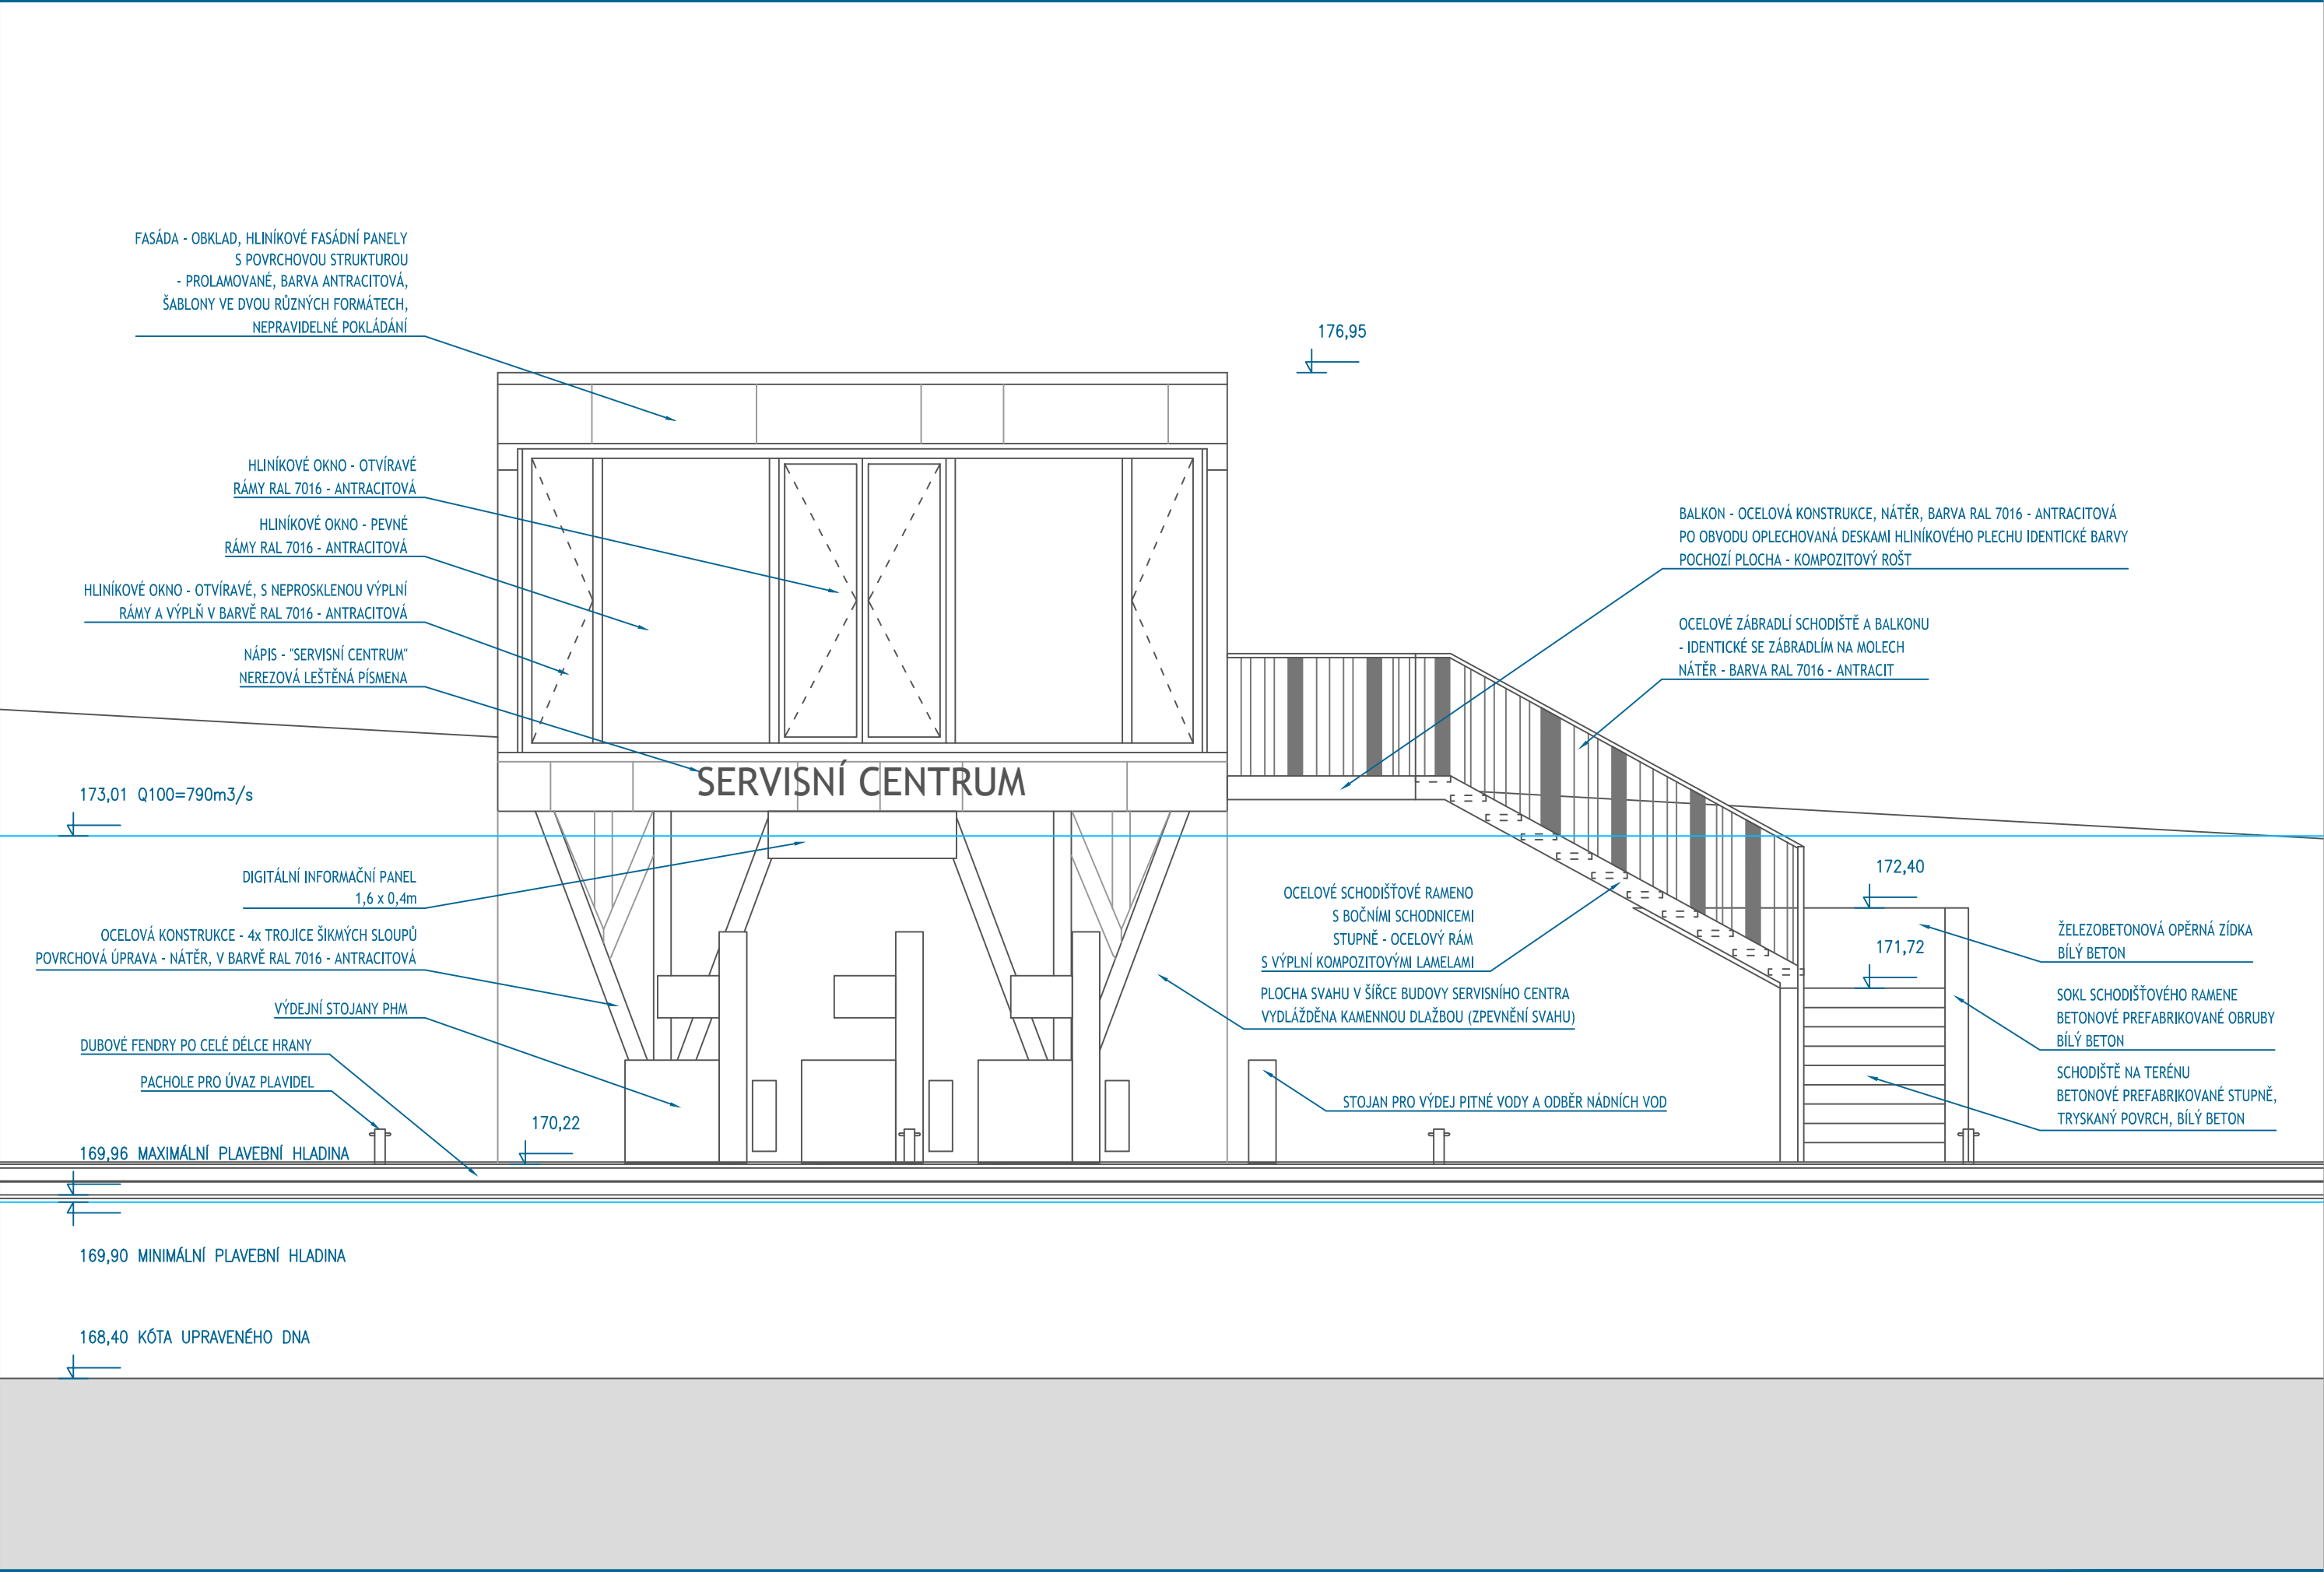 FASÁDA - OBKLAD, HLINÍKOVÉ FASÁDNÍ PANELY
S POVRCHOVOU STRUKTUROU
- PROLAMOVANÉ, BARVA ANTRACITOVÁ,
ŠABLONY VE DVOU RŮZNÝCH FORMÁTECH,
NEPRAVIDELNÉ POKLÁDÁNÍ
176,95
HLINÍKOVÉ OKNO - OTVÍRAVÉ
RÁMY RAL 7016 - ANTRACITOVÁ
HLINÍKOVÉ OKNO - PEVNÉ
RÁMY RAL 7016 - ANTRACITOVÁ
HLINÍKOVÉ OKNO - OTVÍRAVÉ, S NEPROSKLENOU VÝPLNÍ
RÁMY A VÝPLŇ V BARVĚ RAL 7016 - ANTRACITOVÁ
NÁPIS - "SERVISNÍ CENTRUM"
NEREZOVÁ LEŠTĚNÁ PÍSMENA
BALKON - OCELOVÁ KONSTRUKCE, NÁTĚR, BARVA RAL 7016 - ANTRACITOVÁ
PO OBVODU OPLECHOVANÁ DESKAMI HLINÍKOVÉHO PLECHU IDENTICKÉ BARVY
POCHOZÍ PLOCHA - KOMPOZITOVÝ ROŠT
OCELOVÉ ZÁBRADLÍ SCHODIŠTĚ A BALKONU
- IDENTICKÉ SE ZÁBRADLÍM NA MOLECH
NÁTĚR - BARVA RAL 7016 - ANTRACIT
SERVISNÍ CENTRUM
173,01 Q100=790m3/s
DIGITÁLNÍ INFORMAČNÍ PANEL
1,6 x 0,4m
OCELOVÁ KONSTRUKCE - 4x TROJICE ŠIKMÝCH SLOUPŮ
POVRCHOVÁ ÚPRAVA - NÁTĚR, V BARVĚ RAL 7016 - ANTRACITOVÁ
VÝDEJNÍ STOJANY PHM
DUBOVÉ FENDRY PO CELÉ DÉLCE HRANY
PACHOLE PRO ÚVAZ PLAVIDEL
OCELOVÉ SCHODIŠŤOVÉ RAMENO
S BOČNÍMI SCHODNICEMI
STUPNĚ - OCELOVÝ RÁM
S VÝPLNÍ KOMPOZITOVÝMI LAMELAMI
PLOCHA SVAHU V ŠÍŘCE BUDOVY SERVISNÍHO CENTRA
VYDLÁŽDĚNA KAMENNOU DLAŽBOU (ZPEVNĚNÍ SVAHU)
STOJAN PRO VÝDEJ PITNÉ VODY A ODBĚR NÁDNÍCH VOD
172,40
171,72
ŽELEZOBETONOVÁ OPĚRNÁ ZÍDKA
BÍLÝ BETON
SOKL SCHODIŠŤOVÉHO RAMENE
BETONOVÉ PREFABRIKOVANÉ OBRUBY
BÍLÝ BETON
SCHODIŠTĚ NA TERÉNU
BETONOVÉ PREFABRIKOVANÉ STUPNĚ,
TRYSKANÝ POVRCH, BÍLÝ BETON
170,22
169,96 MAXIMÁLNÍ PLAVEBNÍ HLADINA
169,90 MINIMÁLNÍ PLAVEBNÍ HLADINA
168,40 KÓTA UPRAVENÉHO DNA